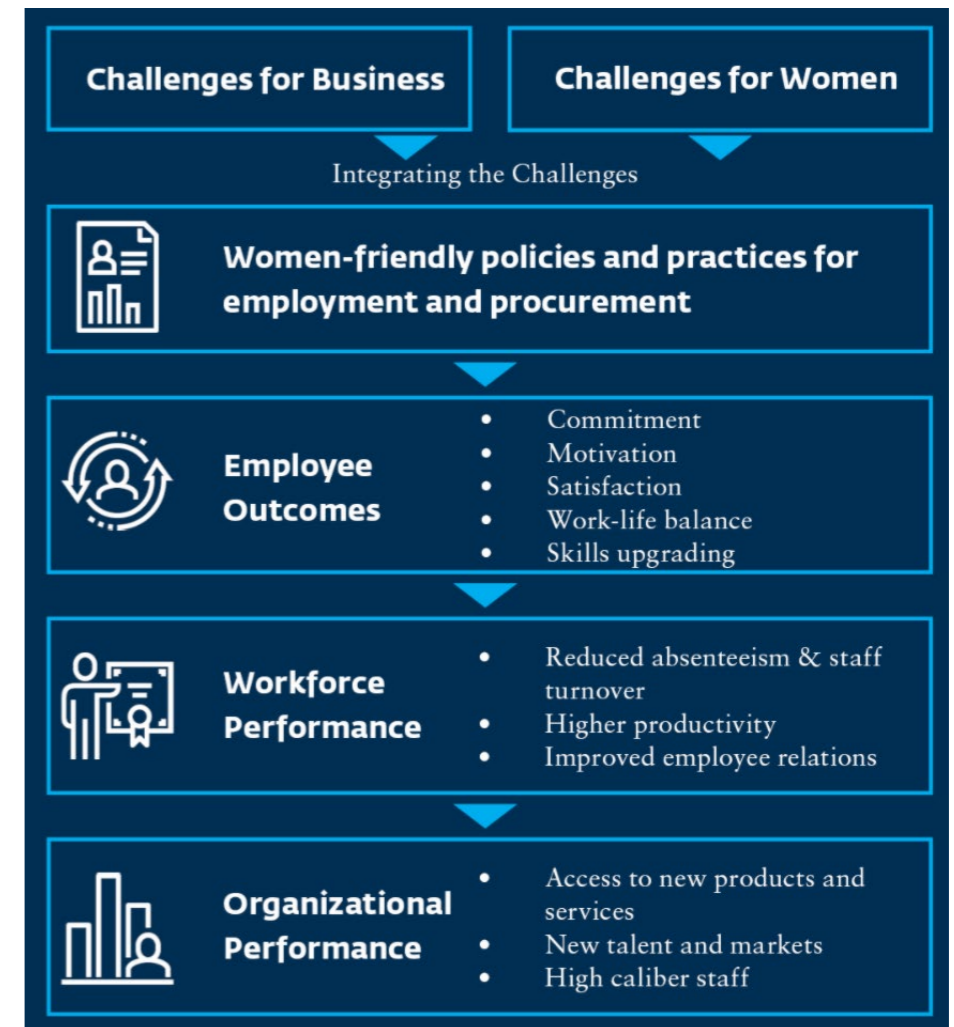 Challenges for Business
Challenges for Women
Integrating the Challenges
Women-friendly policies and practices for
employment and procurement
Employee
Outcomes
• Commitment
• Motivation
• Satisfaction
• Work-life balance
• Skills upgrading
Workforce
Performance
• Reduced absenteeism & staff
turnover
• Higher productivity
• Improved employee relations
Organizational
Performance
• Access to new products and
services
• New talent and markets
• High caliber staff